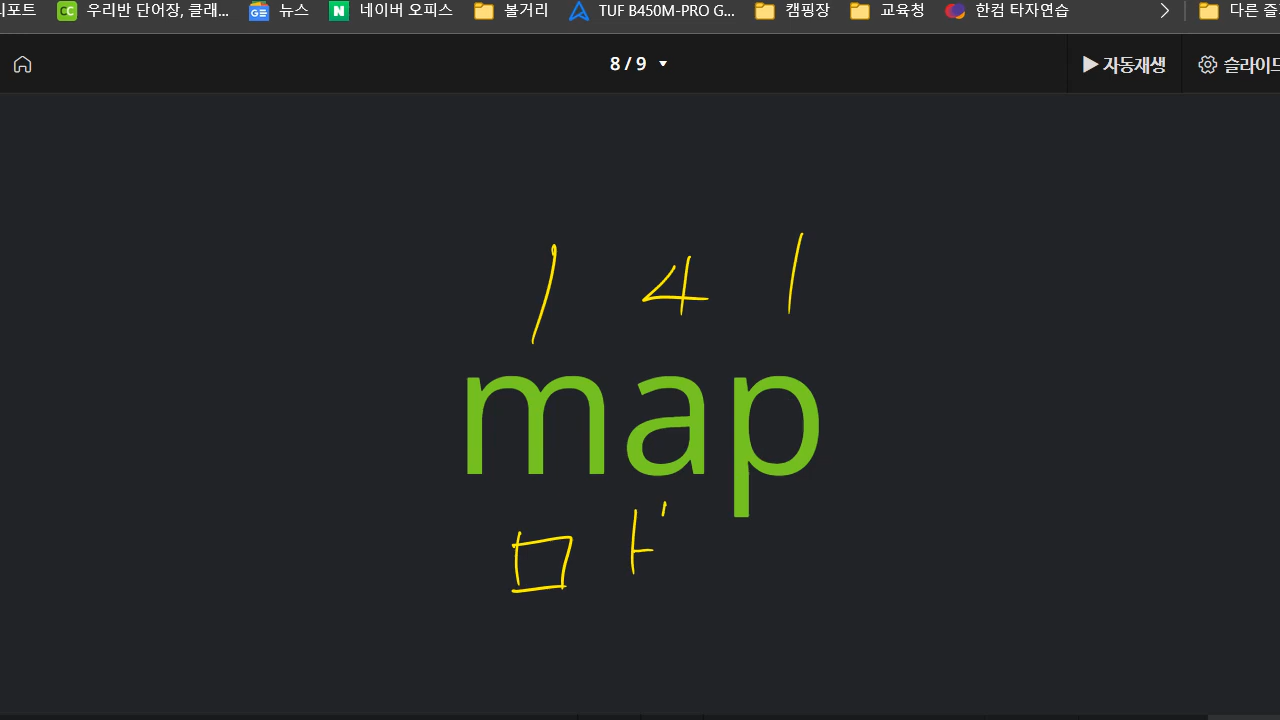 리포트 우리반 단어장, 클래... 뉴스 네이버 오피스 볼거리 TUF B450M-PRO G... 캠핑장 교육청 한컴 타자연습 다른 즐
8 / 9 ▶ 자동재생 슬라이드
1 4 1
map
ㅁ ㅏ